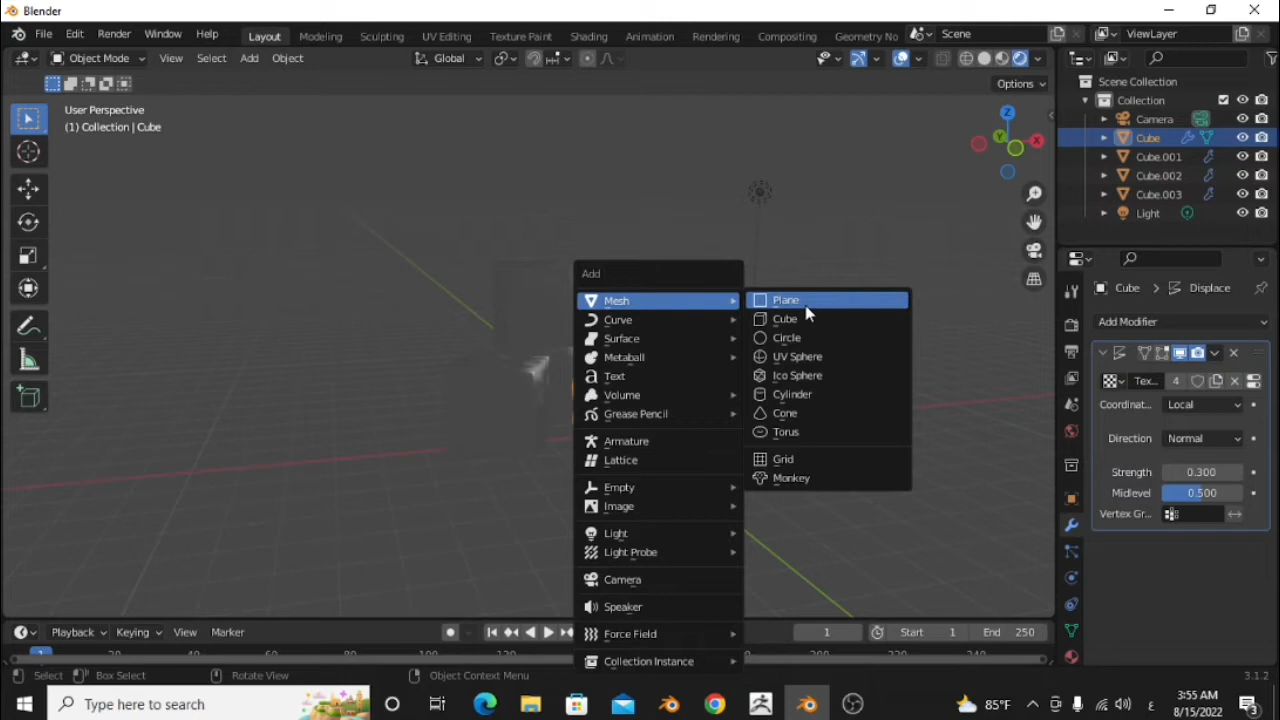 Blender
File Edit Render Window Help
Layout Modeling Sculpting UV Editing Texture Paint Shading Animation Rendering Compositing Geometry No
Scene
ViewLayer
Object Mode View Select Add Object
Global
Options
User Perspective
(1) Collection | Cube
Z
Y
X
Scene Collection
Collection
Camera
Cube
Cube.001
Cube.002
Cube.003
Light
Cube > Displace
Add Modifier
Tex... 4
Coordinat... Local
Direction Normal
Strength 0.300
Midlevel 0.500
Vertex Gr...
Add
Mesh
Curve
Surface
Metaball
Text
Volume
Grease Pencil
Armature
Lattice
Empty
Image
Light
Light Probe
Camera
Speaker
Force Field
Collection Instance
Plane
Cube
Circle
UV Sphere
Ico Sphere
Cylinder
Cone
Torus
Grid
Monkey
Playback Keying View Marker
1 Start 1 End 250
Select Box Select Rotate View Object Context Menu
3.1.2
Type here to search
85°F
ع
3:55 AM
8/15/2022
3